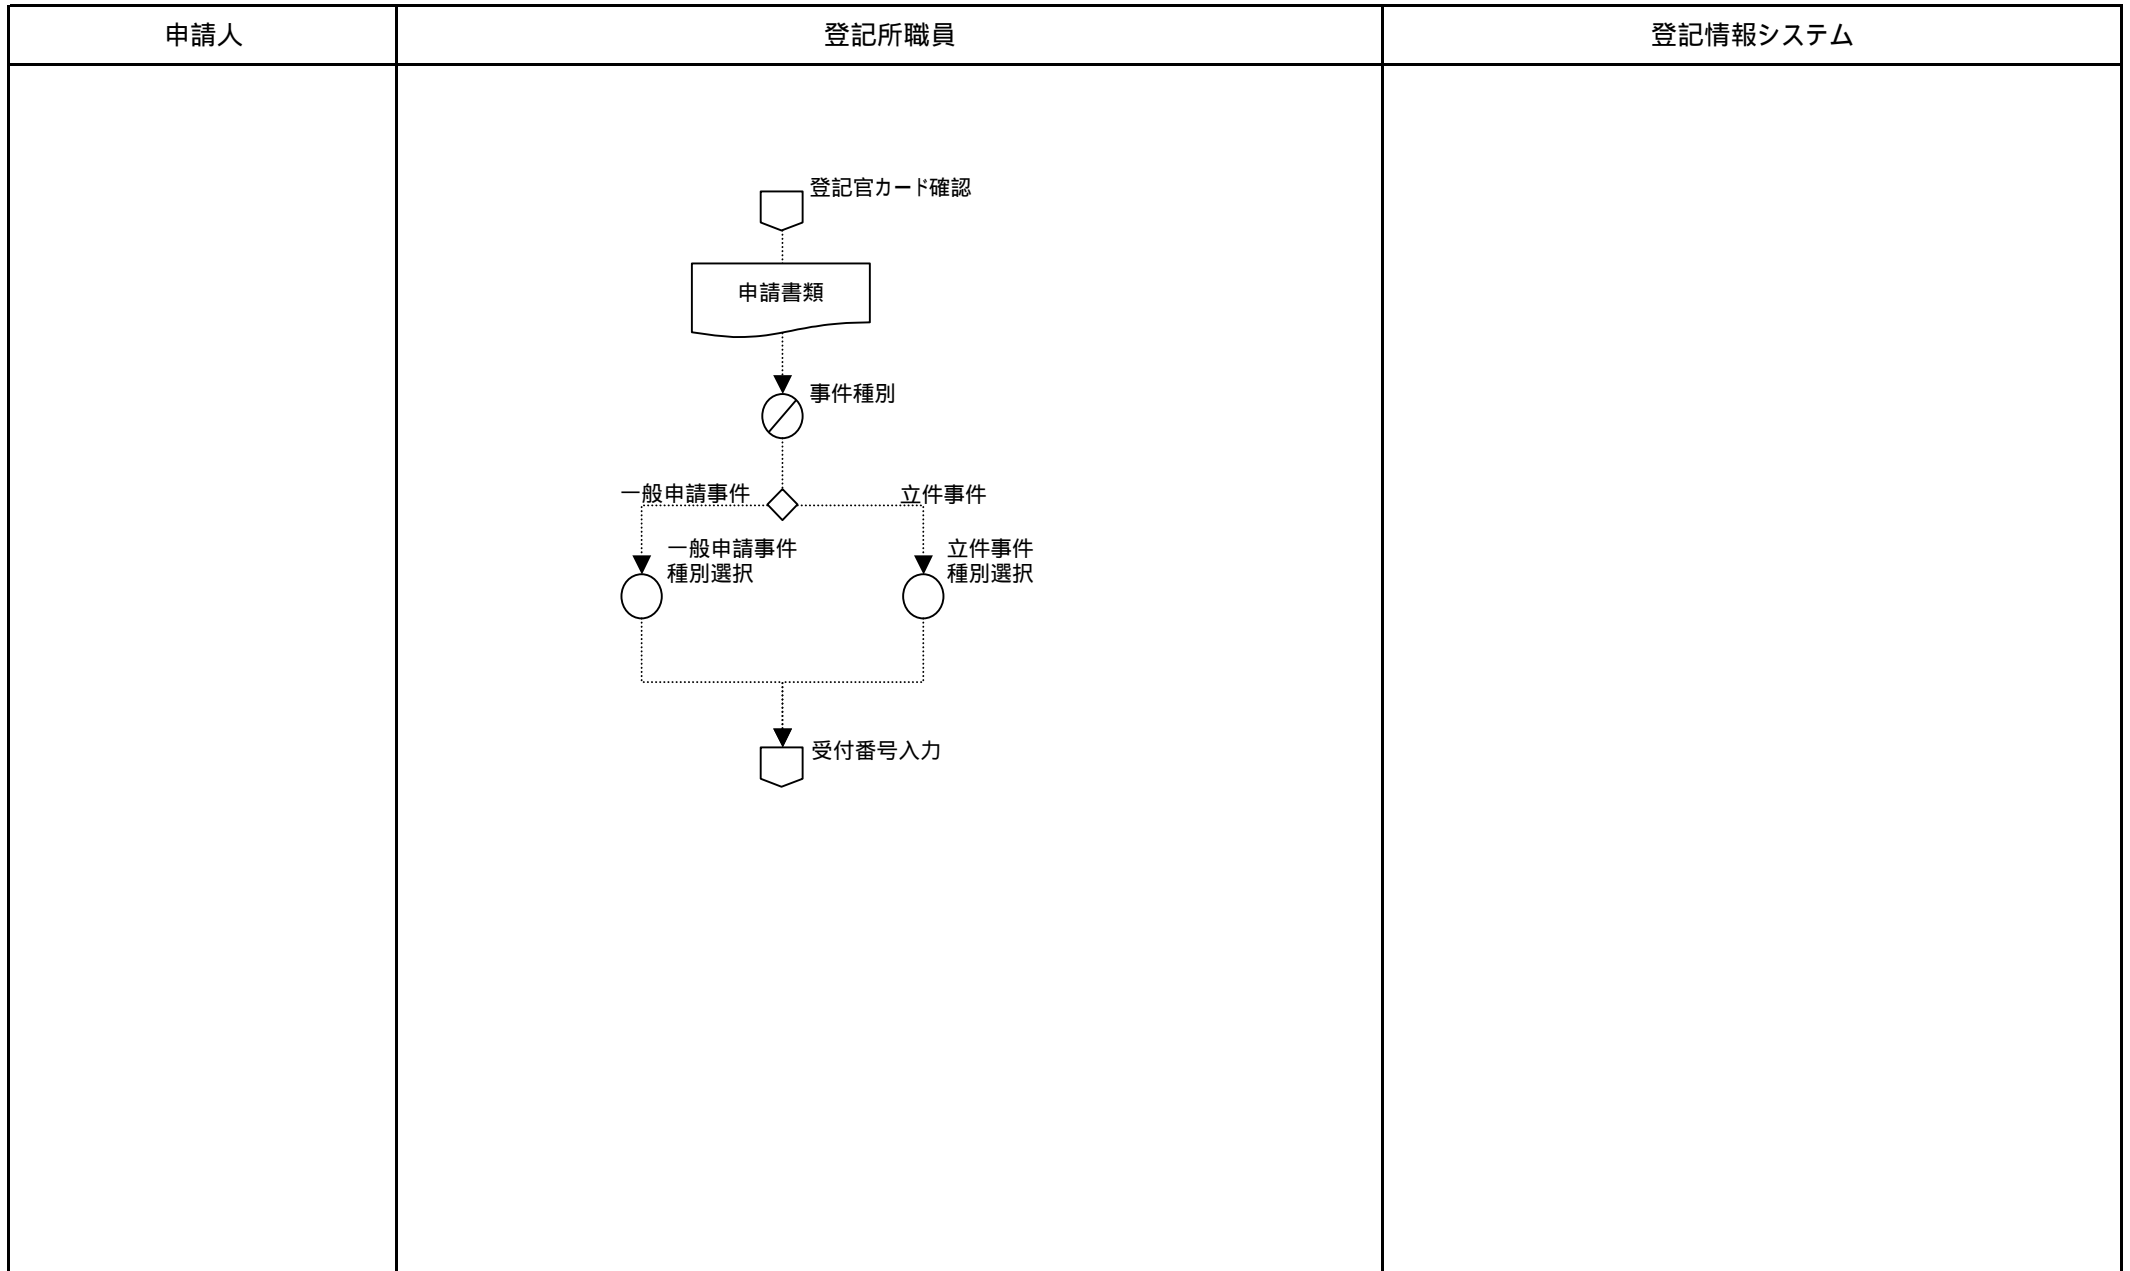 申請人
登記所職員
登記情報システム
登記官カード確認
申請書類
事件種別
一般申請事件
立件事件
一般申請事件
種別選択
立件事件
種別選択
受付番号入力